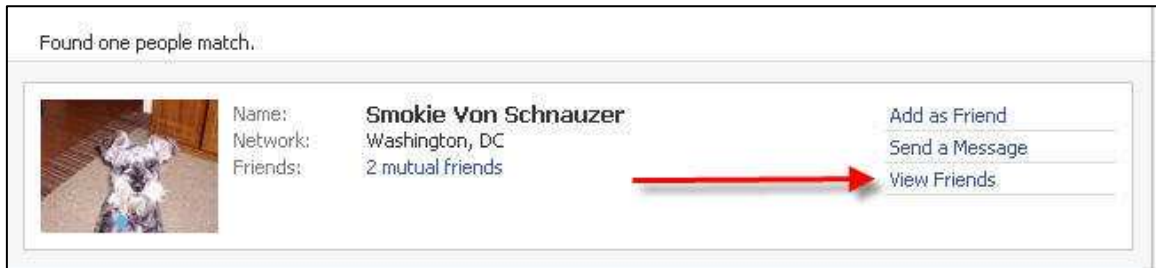 Found one people match.
Name: Smokie Von Schnauzer
Network: Washington, DC
Friends: 2 mutual friends
Add as Friend
Send a Message
View Friends